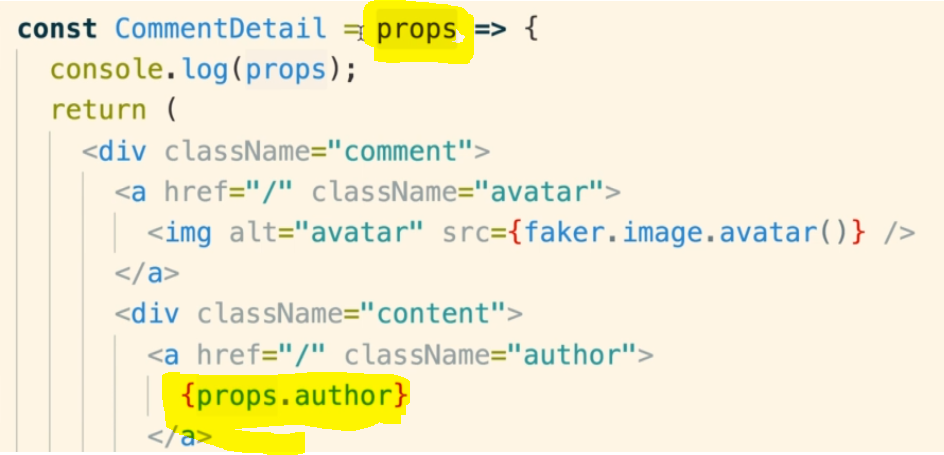 const CommentDetail = props => {
console.log(props);
return (
<div className="comment">
<a href="/" className="avatar">
<img alt="avatar" src={faker.image.avatar()} />
</a>
<div className="content">
<a href="/" className="author">
{props.author}
</a>